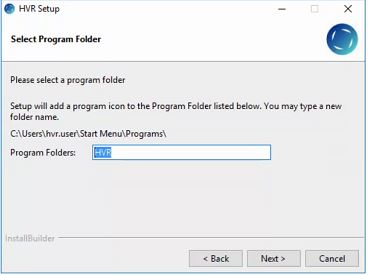 HVR Setup
Select Program Folder
Please select a program folder
Setup will add a program icon to the Program Folder listed below. You may type a new
folder name.
C:\Users\hvr.user\Start Menu\Programs\
Program Folders: HVR
InstallBuilder
< Back Next > Cancel